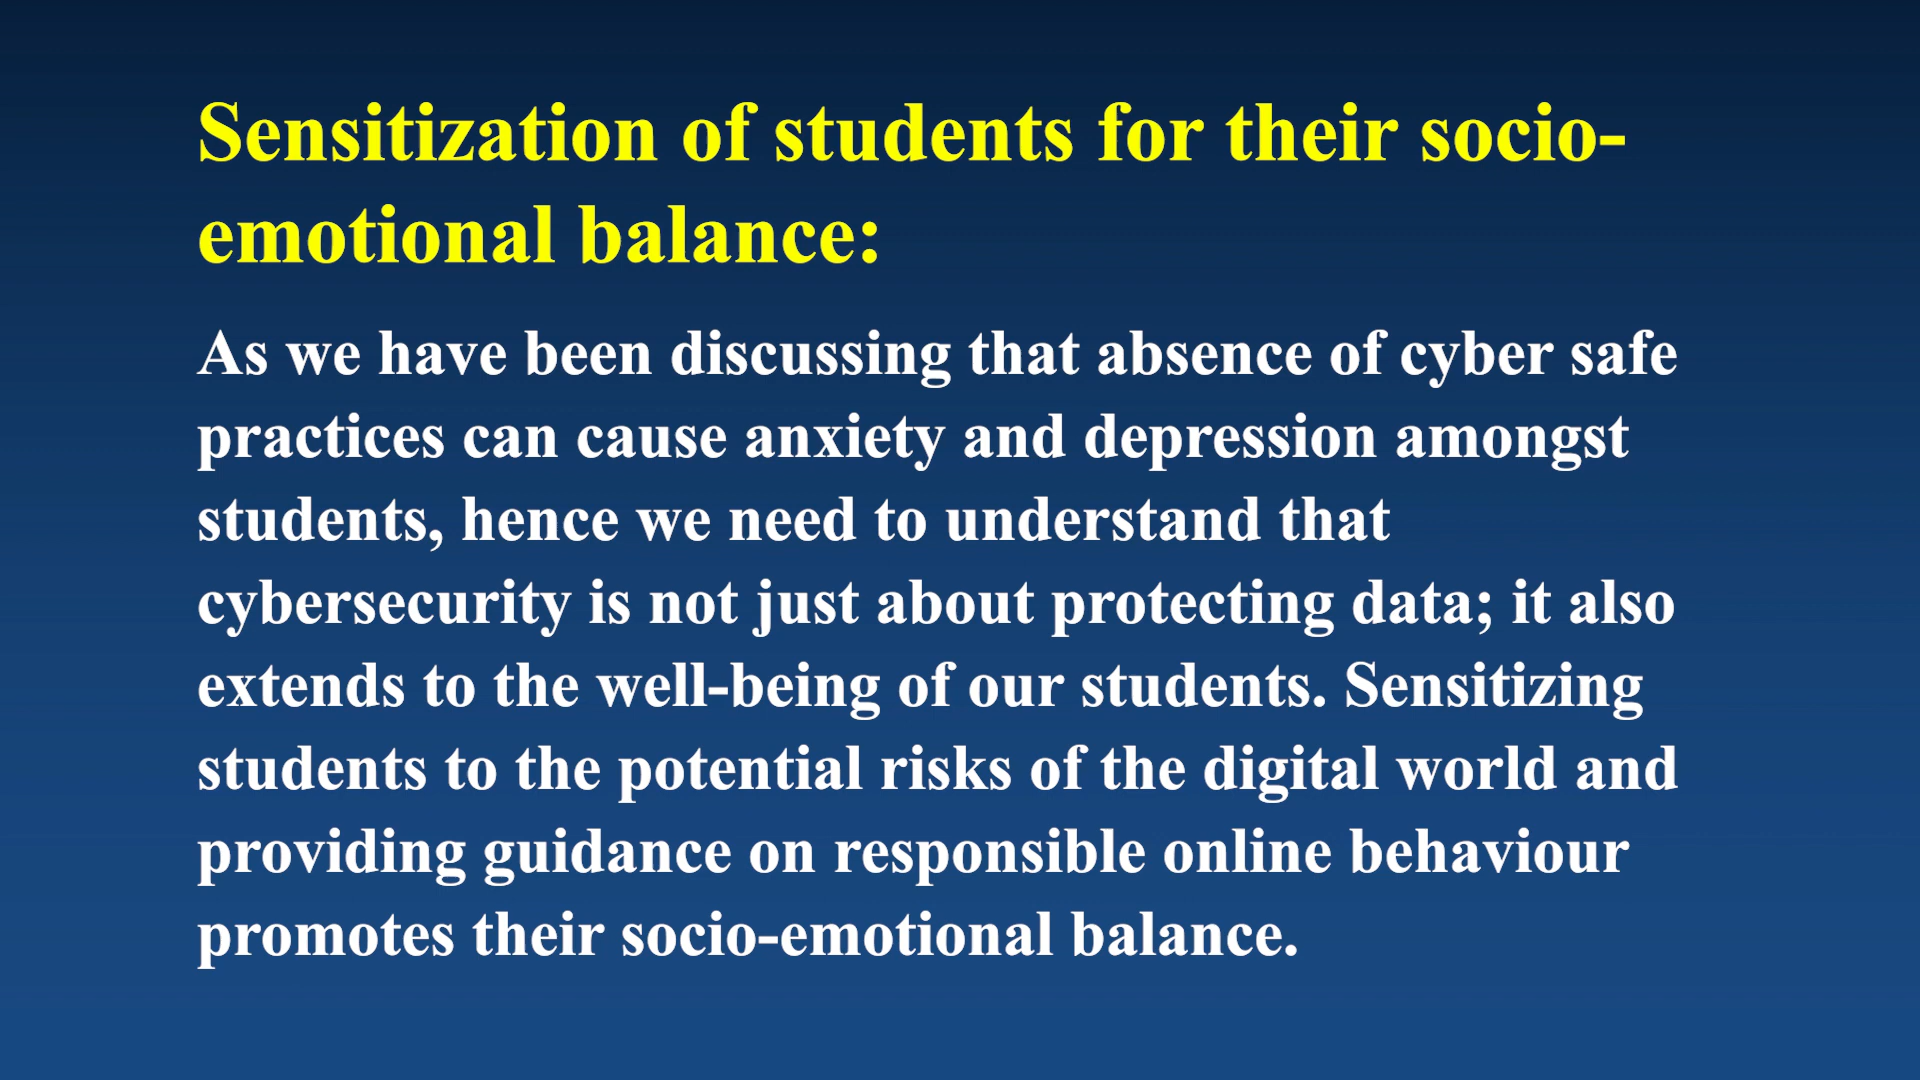 Sensitization of students for their socio-
emotional balance:
As we have been discussing that absence of cyber safe
practices can cause anxiety and depression amongst
students, hence we need to understand that
cybersecurity is not just about protecting data; it also
extends to the well-being of our students. Sensitizing
students to the potential risks of the digital world and
providing guidance on responsible online behaviour
promotes their socio-emotional balance.